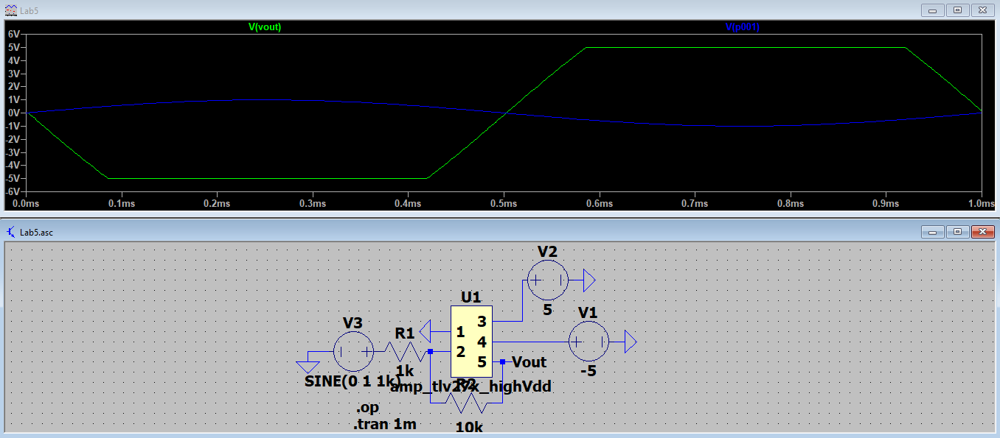 Lab5
V(vout) V(p001)
6V
5V
4V
3V
2V
1V
0V
-1V
-2V
-3V
-4V
-5V
-6V
0.0ms 0.1ms 0.2ms 0.3ms 0.4ms 0.5ms 0.6ms 0.7ms 0.8ms 0.9ms 1.0ms
Lab5.asc
V2
5
U1
V1
-5
V3
R1
1k
1
2
3
4
5
Vout
SINE(0 1 1k)
amp_tlv27x_highVdd
R2
10k
.op
.tran 1m